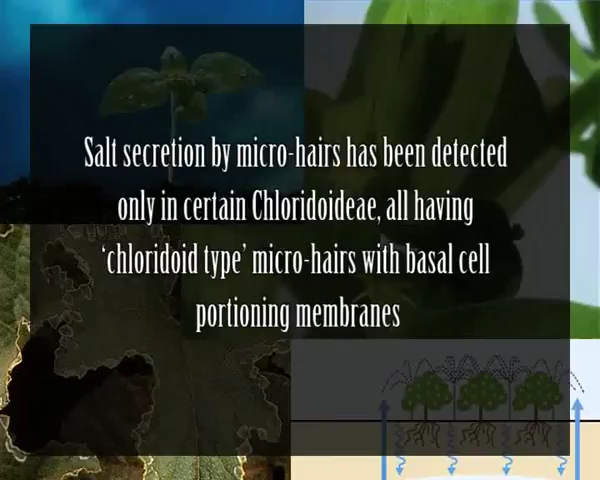 Salt secretion by micro-hairs has been detected
only in certain Chloridoideae, all having
‘chloridoid type’ micro-hairs with basal cell
portioning membranes